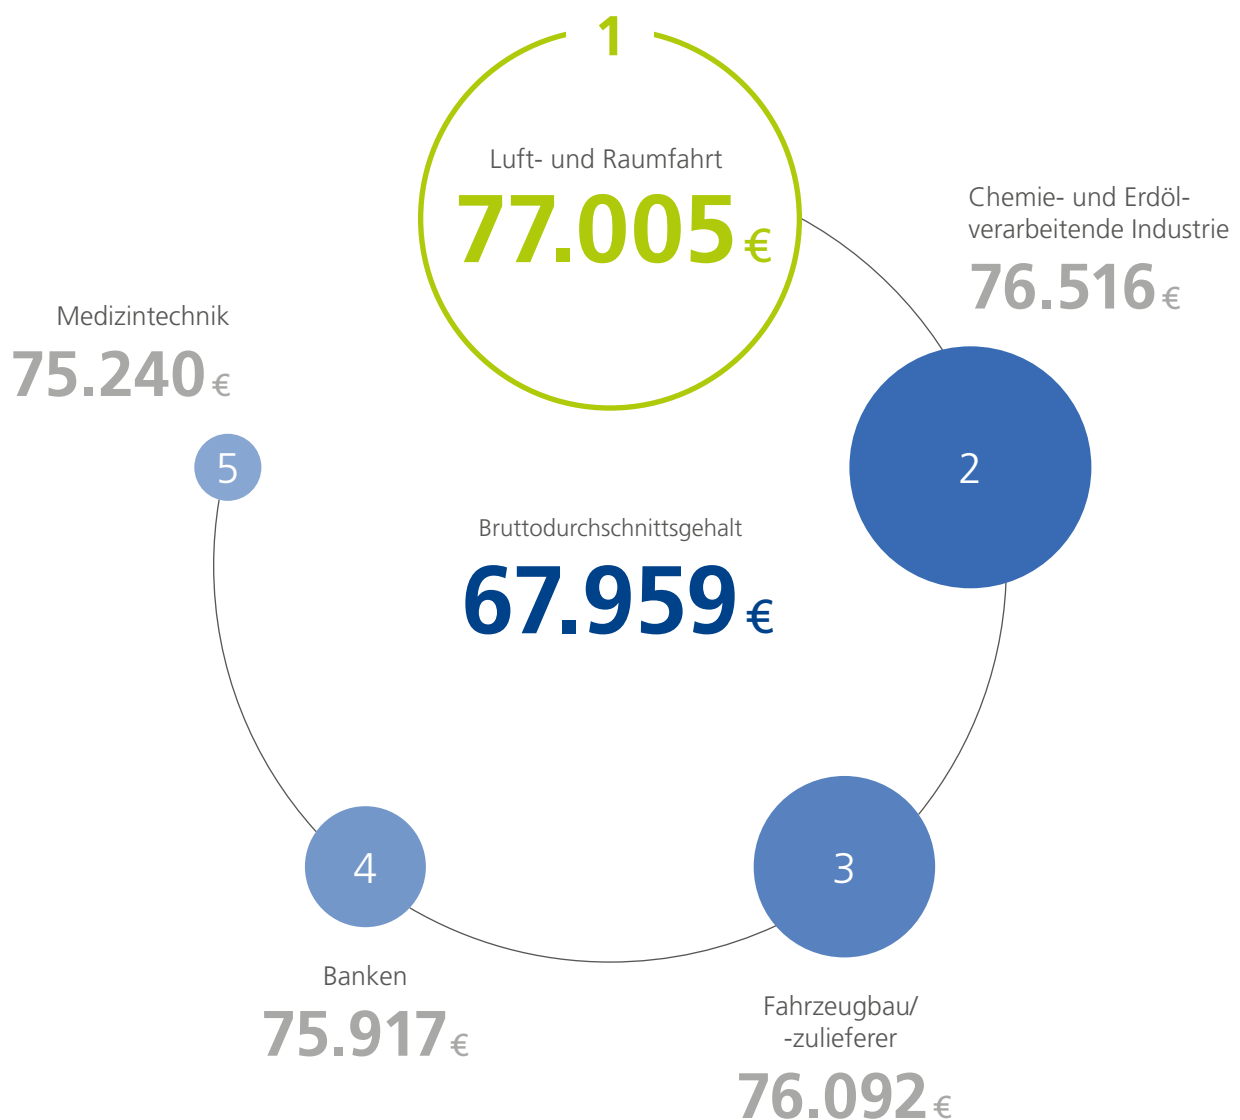 1
Luft- und Raumfahrt
77.005 €
Chemie- und Erdöl-
verarbeitende Industrie
76.516 €
2
Medizintechnik
75.240 €
5
Bruttodurchschnittsgehalt
67.959 €
4
Banken
75.917 €
3
Fahrzeugbau/
-zulieferer
76.092 €